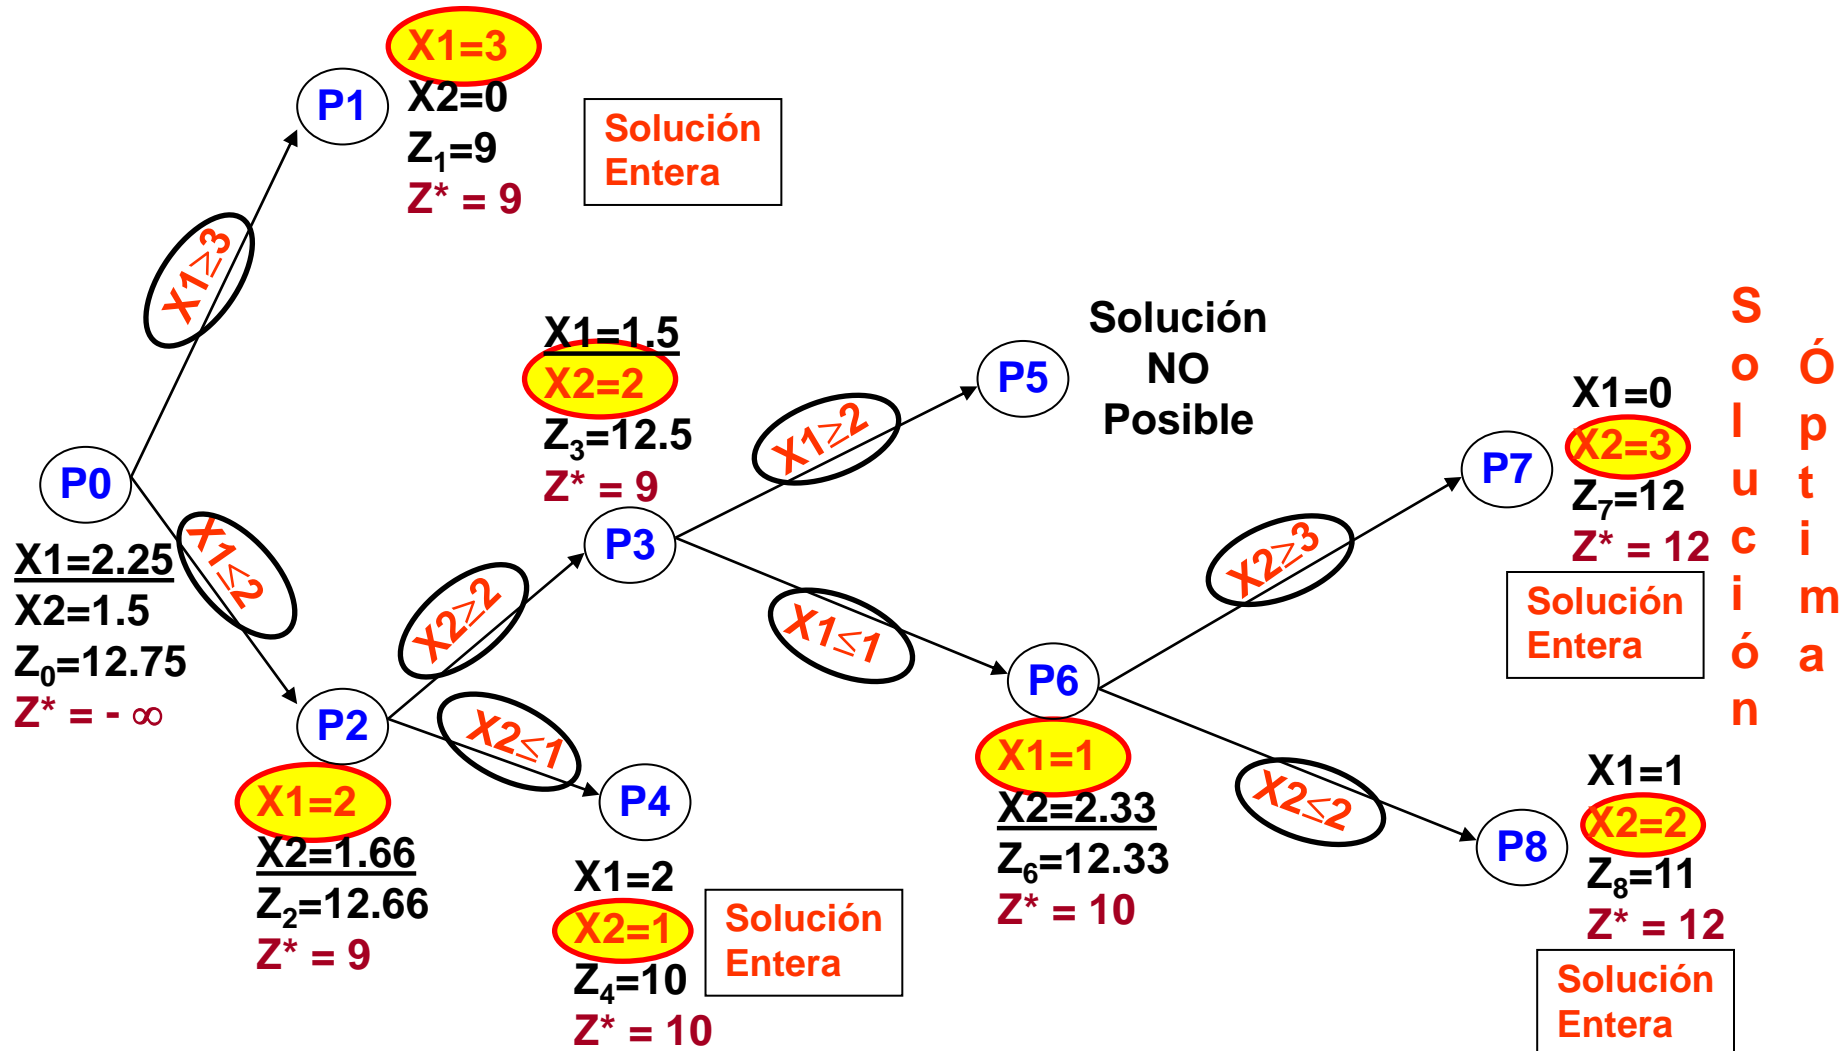 P1
X1=3
X2=0
Z₁=9
Z* = 9
Solución
Entera
X1≥3
P0
X1=2.25
X2=1.5
Z₀=12.75
Z* = - ∞
X1≤2
P2
X1=2
X2=1.66
Z₂=12.66
Z* = 9
X2≥2
X2≤1
X1=1.5
X2=2
Z₃=12.5
Z* = 9
P3
P4
X1=2
X2=1
Z₄=10
Z* = 10
Solución
Entera
X1≥2
X1≤1
P5
Solución
NO
Posible
P6
X1=1
X2=2.33
Z₆=12.33
Z* = 10
X2≥3
X2≤2
P7
X1=0
X2=3
Z₇=12
Z* = 12
Solución
Entera
P8
X1=1
X2=2
Z₈=11
Z* = 12
Solución
Entera
Solución
Óptima